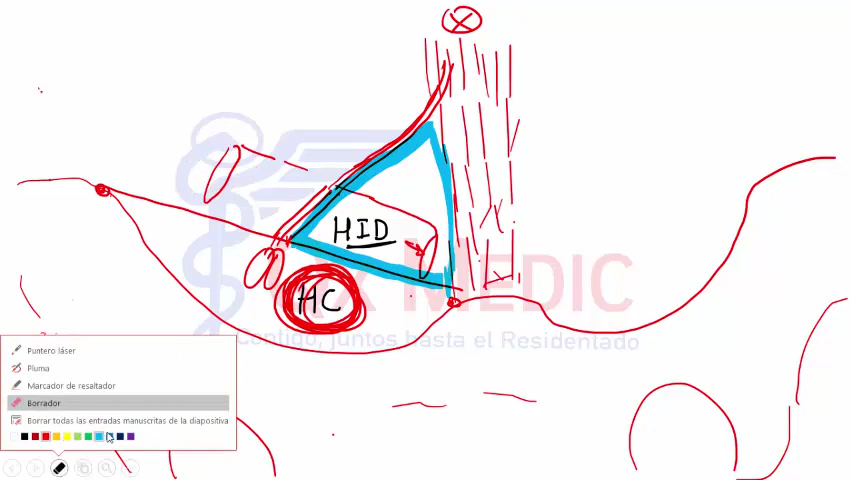 HID
HC
MEDIC
Contigo, juntos hasta el Residentado
Puntero láser
Pluma
Marcador de resaltador
Borrador
Borrar todas las entradas manuscritas de la diapositiva